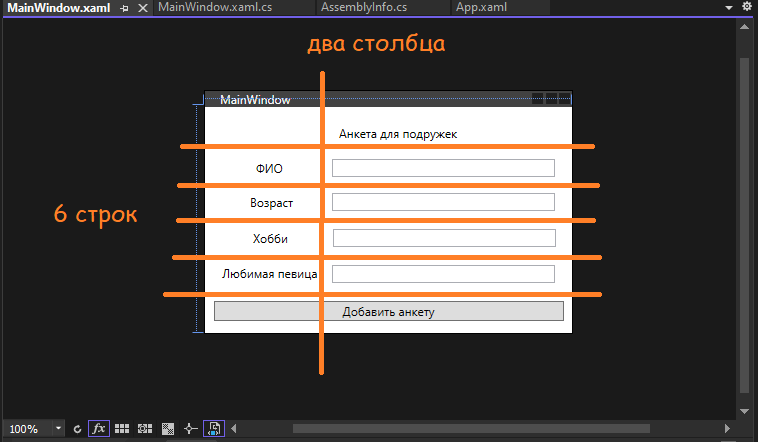 MainWindow.xaml MainWindow.xaml.cs AssemblyInfo.cs App.xaml
два столбца
MainWindow
Анкета для подружек
ФИО
Возраст
6 строк
Хобби
Любимая певица
Добавить анкету
100% fx